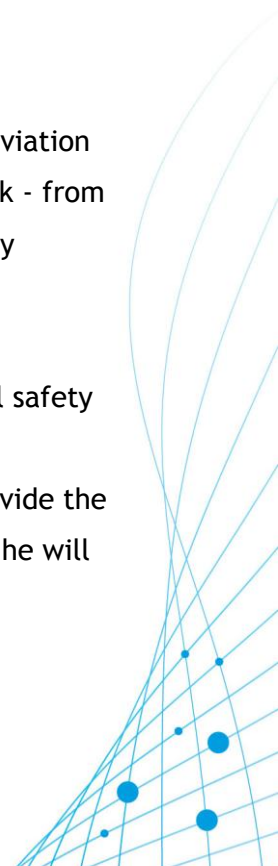 viation
k - from
y
l safety
vide the
he will